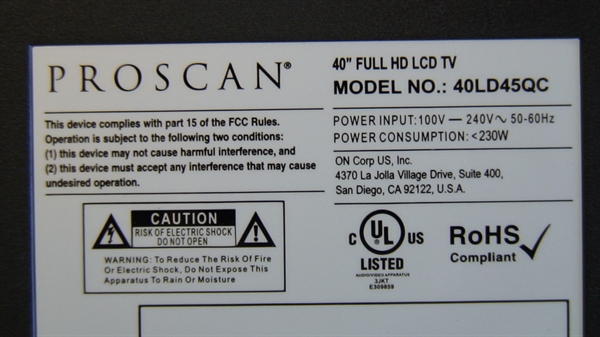 PROSCAN®
This device complies with part 15 of the FCC Rules.
Operation is subject to the following two conditions:
(1) this device may not cause harmful interference, and
(2) this device must accept any interference that may cause
undesired operation.
CAUTION
RISK OF ELECTRIC SHOCK
DO NOT OPEN
WARNING: To Reduce The Risk Of Fire
Or Electric Shock, Do Not Expose This
Apparatus To Rain Or Moisture
40" FULL HD LCD TV
MODEL NO.: 40LD45QC
POWER INPUT: 100V — 240V∿ 50-60Hz
POWER CONSUMPTION: <230W
ON Corp US, Inc.
4370 La Jolla Village Drive, Suite 400,
San Diego, CA 92122, U.S.A.
C UL® US
LISTED
AUDIO/VIDEO APPARATUS
3JKT
E309859
RoHS
Compliant